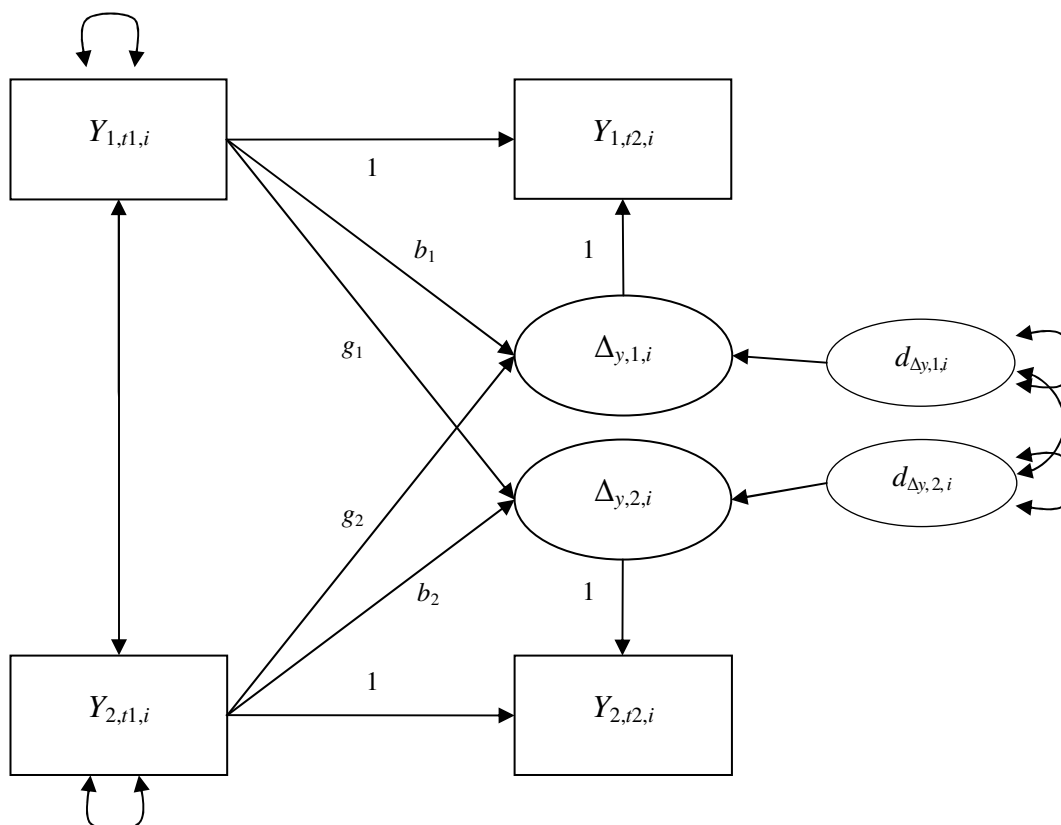 Y1,t1,i
Y1,t2,i
1
b1
1
g1
Δy,1,i
dΔy,1,i
Δy,2,i
dΔy,2,i
g2
b2
1
1
Y2,t1,i
Y2,t2,i